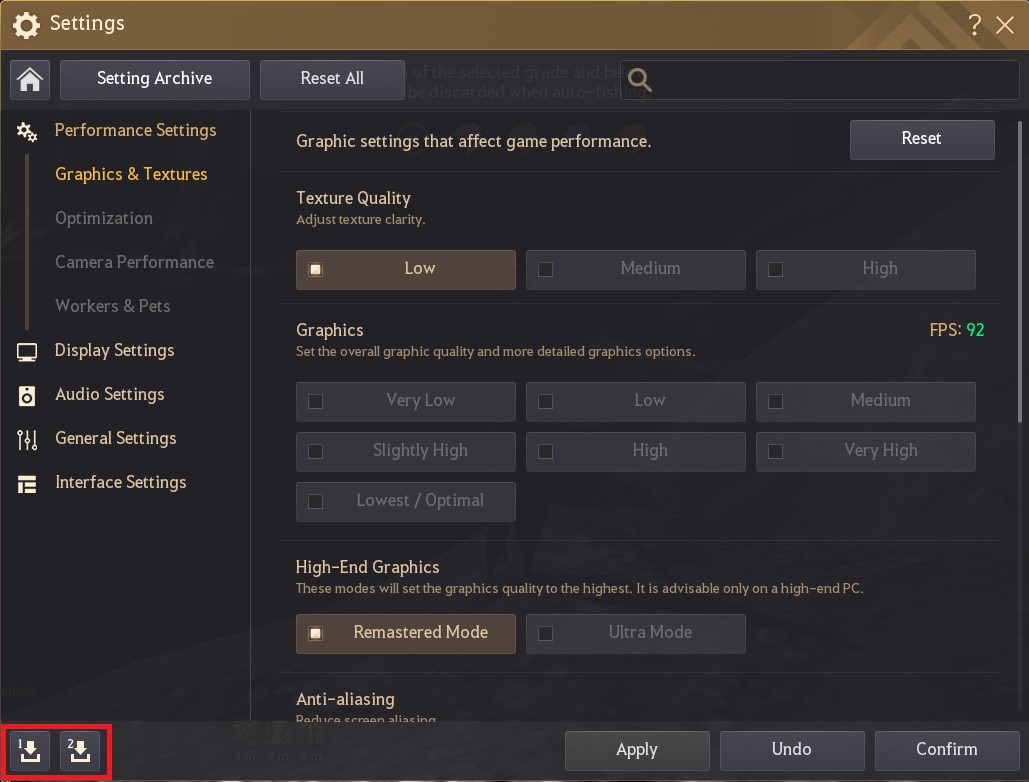 Settings
?
Setting Archive
Reset All
of the selected grade and be
be discarded when auto-fishing.
Performance Settings
Graphics & Textures
Optimization
Camera Performance
Workers & Pets
Display Settings
Audio Settings
General Settings
Interface Settings
Graphic settings that affect game performance.
Reset
Texture Quality
Adjust texture clarity.
Low
Medium
High
Graphics
FPS: 92
Set the overall graphic quality and more detailed graphics options.
Very Low
Low
Medium
Slightly High
High
Very High
Lowest / Optimal
High-End Graphics
These modes will set the graphics quality to the highest. It is advisable only on a high-end PC.
Remastered Mode
Ultra Mode
Anti-aliasing
Reduce screen aliasing
1
2
8 m
8 m
3 m
Apply
Undo
Confirm